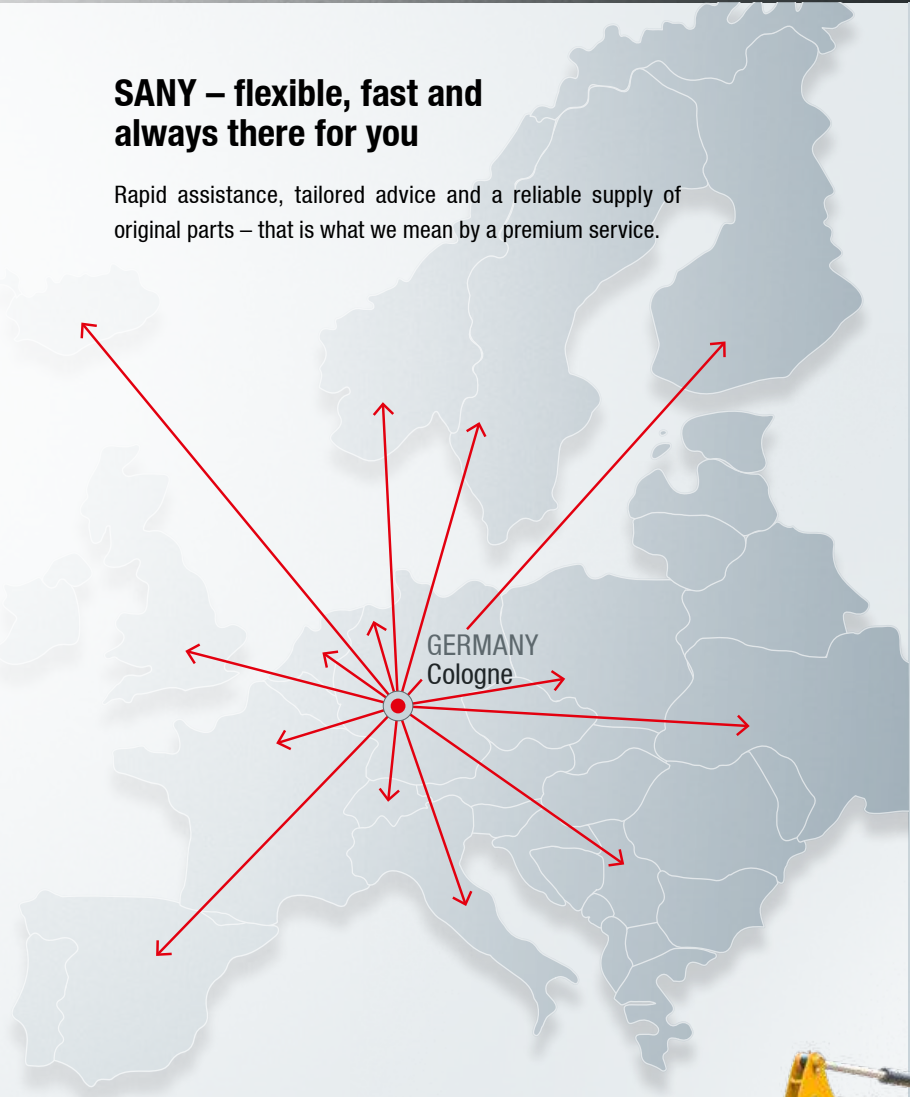 SANY – flexible, fast and
always there for you
Rapid assistance, tailored advice and a reliable supply of
original parts – that is what we mean by a premium service.
GERMANY
Cologne